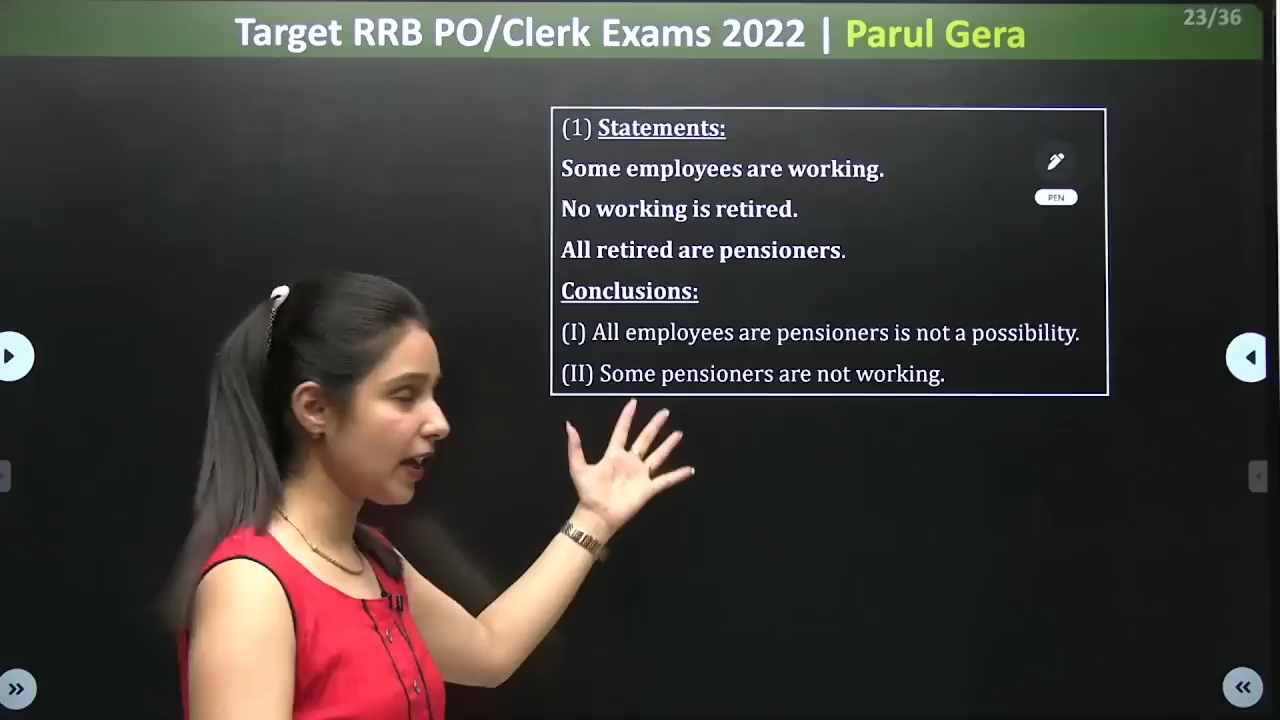 Target RRB PO/Clerk Exams 2022 | Parul Gera
23/36
(1) Statements:
Some employees are working.
No working is retired.
All retired are pensioners.
Conclusions:
(I) All employees are pensioners is not a possibility.
(II) Some pensioners are not working.
PEN